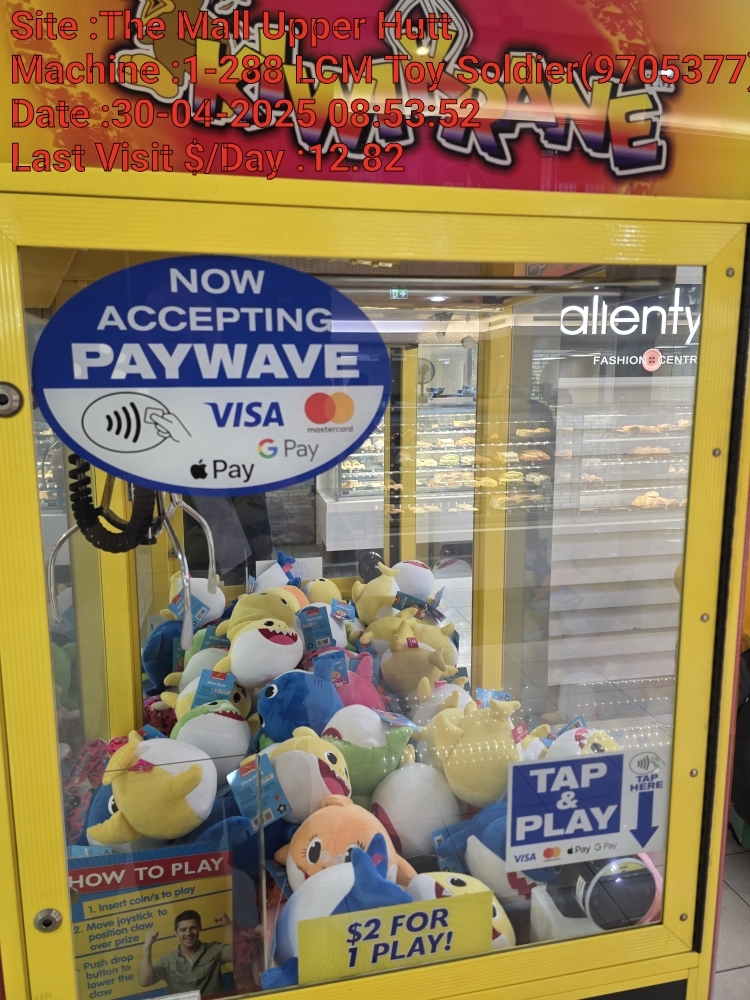 Site :The Mall Upper Hutt
Machine :1-288 LCM Toy Soldier(9705377)
Date :30-04-2025 08:53:52
Last Visit $/Day :12.82
KIWIKRANE
NOW
ACCEPTING
PAYWAVE
VISA
mastercard
G Pay
Pay
allenty
FASHION CENTR
TAP
&
PLAY
VISA Pay G Pay
TAP
HERE
HOW TO PLAY
1. Insert coin/s to play
2. Move joystick to
position claw
over prize
Push drop
button to
lower the
claw
$2 FOR
1 PLAY!